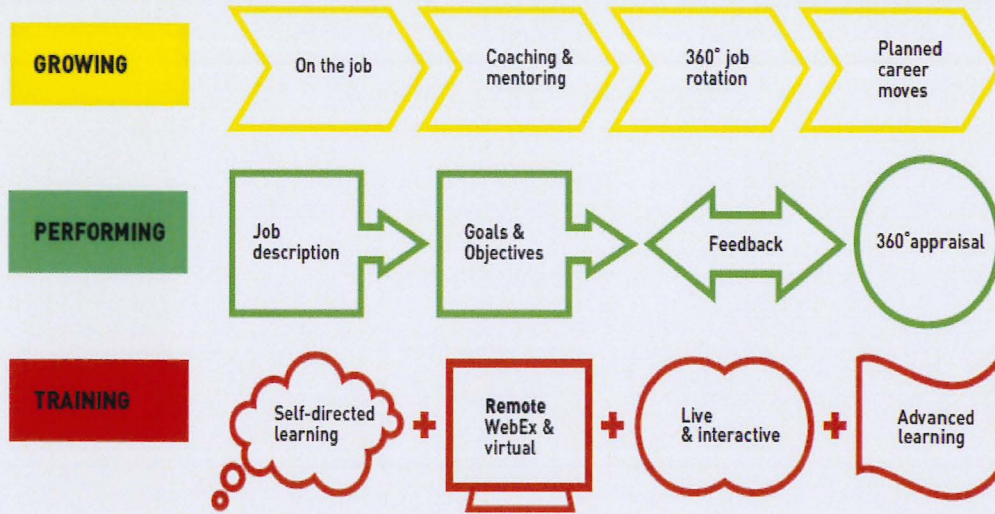 GROWING
On the job
Coaching &
mentoring
360° job
rotation
Planned
career
moves
PERFORMING
Job
description
Goals &
Objectives
Feedback
360°appraisal
TRAINING
Self-directed
learning
+
Remote
WebEx &
virtual
+
Live
& interactive
+
Advanced
learning